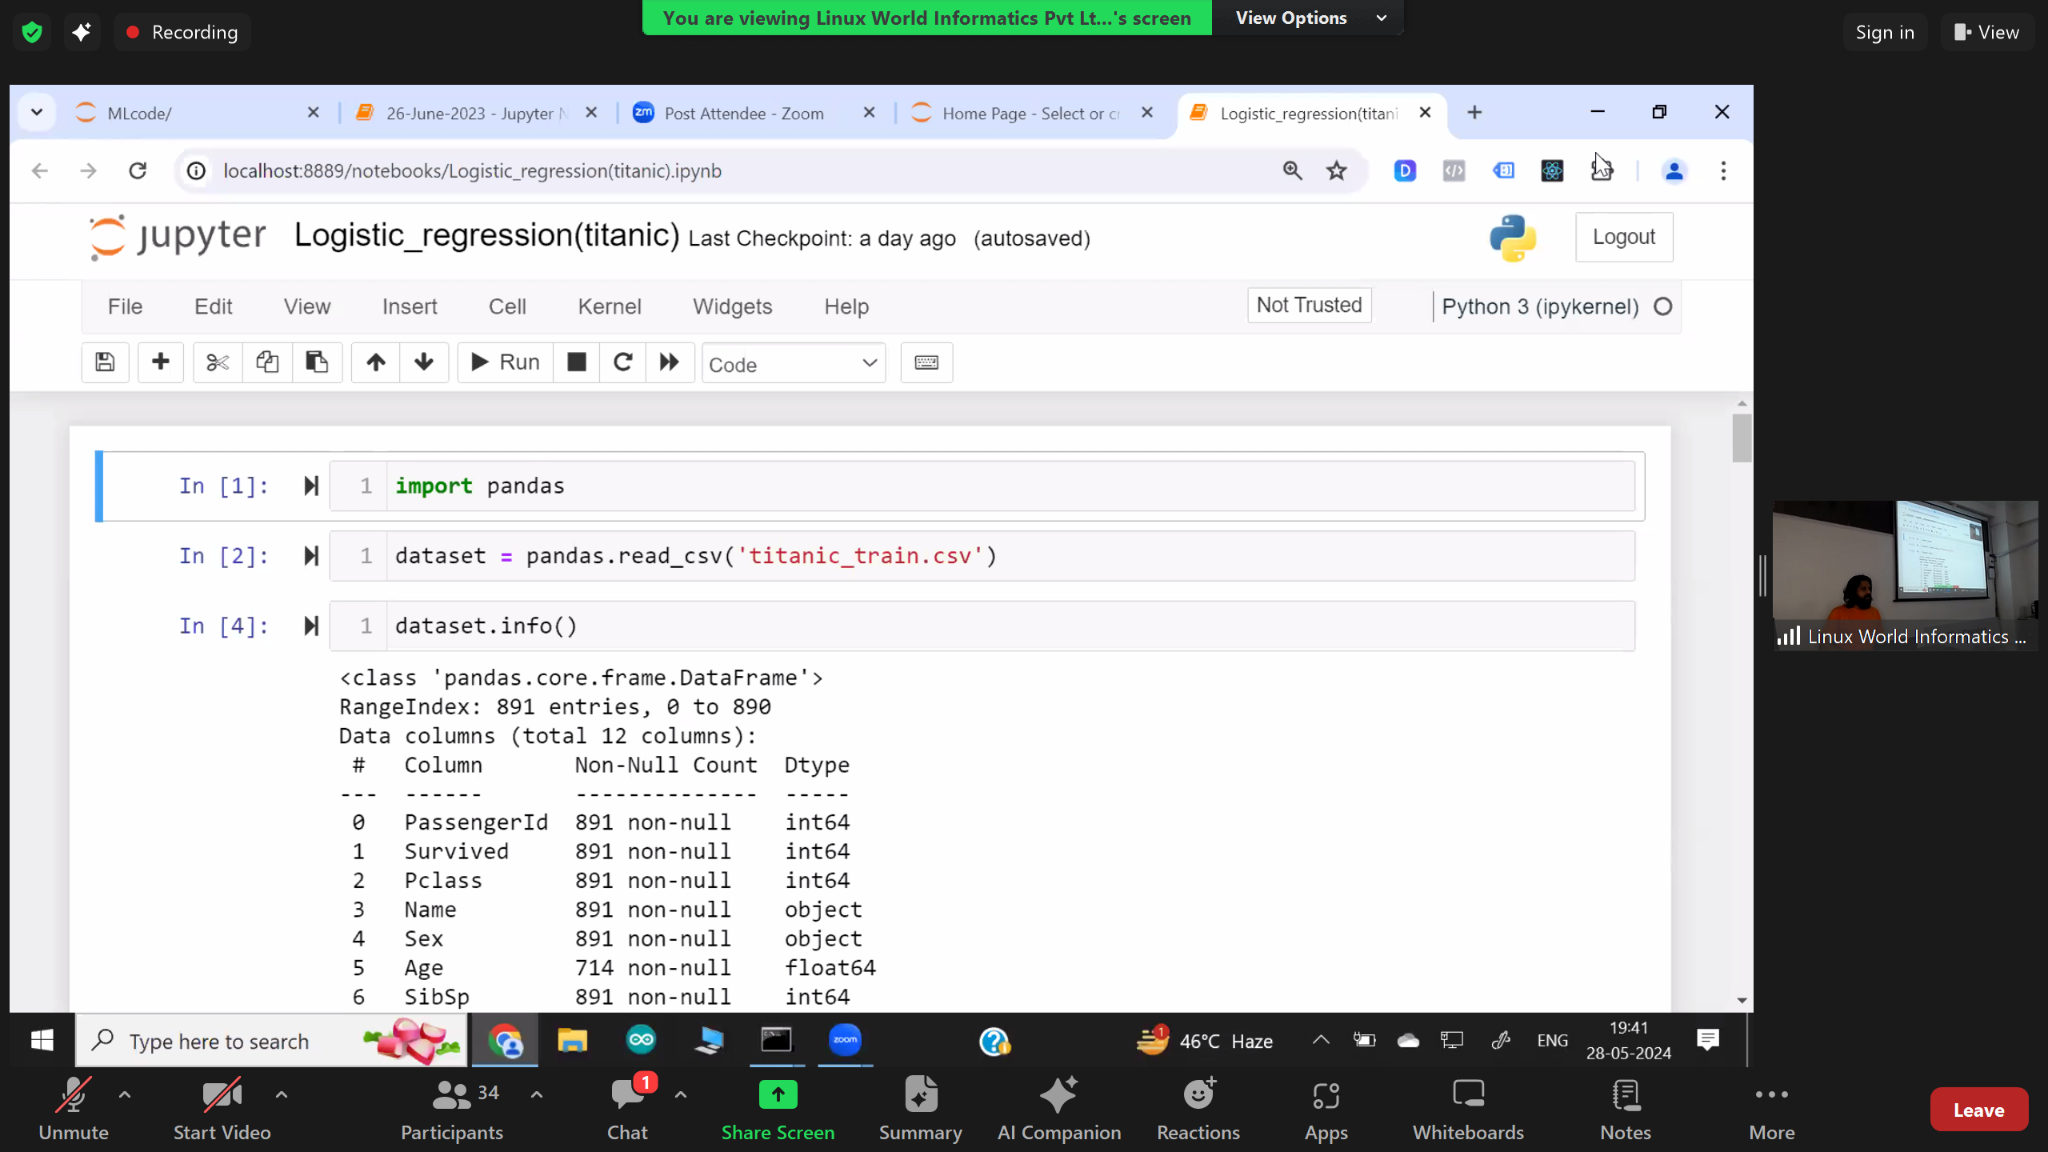 Recording
You are viewing Linux World Informatics Pvt Lt...'s screen
View Options
Sign in
View
MLcode/
26-June-2023 - Jupyter N
Post Attendee - Zoom
Home Page - Select or cr
Logistic_regression(titani
localhost:8889/notebooks/Logistic_regression(titanic).ipynb
jupyter Logistic_regression(titanic) Last Checkpoint: a day ago (autosaved)
Logout
File Edit View Insert Cell Kernel Widgets Help
Not Trusted
Python 3 (ipykernel)
Run
Code
In [1]: 1 import pandas
In [2]: 1 dataset = pandas.read_csv('titanic_train.csv')
In [4]: 1 dataset.info()
<class 'pandas.core.frame.DataFrame'>
RangeIndex: 891 entries, 0 to 890
Data columns (total 12 columns):
# Column Non-Null Count Dtype
--- ------ -------------- -----
0 PassengerId 891 non-null int64
1 Survived 891 non-null int64
2 Pclass 891 non-null int64
3 Name 891 non-null object
4 Sex 891 non-null object
5 Age 714 non-null float64
6 SibSp 891 non-null int64
Linux World Informatics ...
Type here to search
zoom
1
46°C Haze
ENG
19:41
28-05-2024
Unmute
Start Video
34
Participants
1
Chat
Share Screen
Summary
AI Companion
Reactions
Apps
Whiteboards
Notes
More
Leave